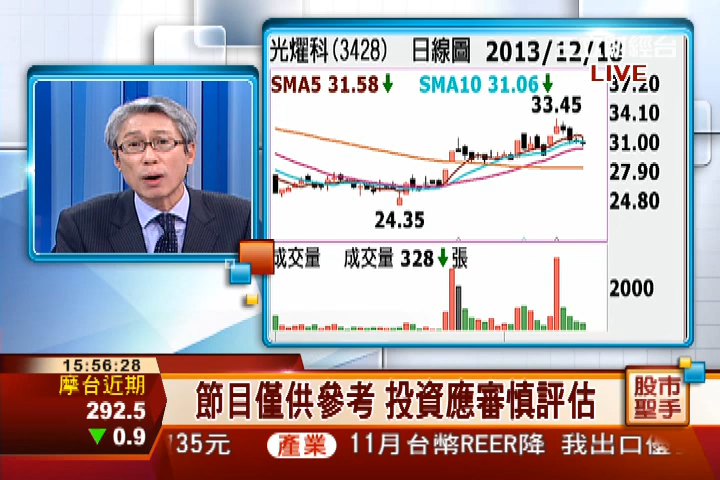 光燿科(3428) 日線圖 2013/12/18
LIVE
SMA5 31.58↓ SMA10 31.06↓
37.20
34.10
31.00
27.90
24.80
33.45
24.35
成交量 成交量 328↓張
2000
15:56:28
摩台近期
292.5
▼0.9
節目僅供參考 投資應審慎評估
股市
聖手
135元 產業 11月台幣REER降 我出口優